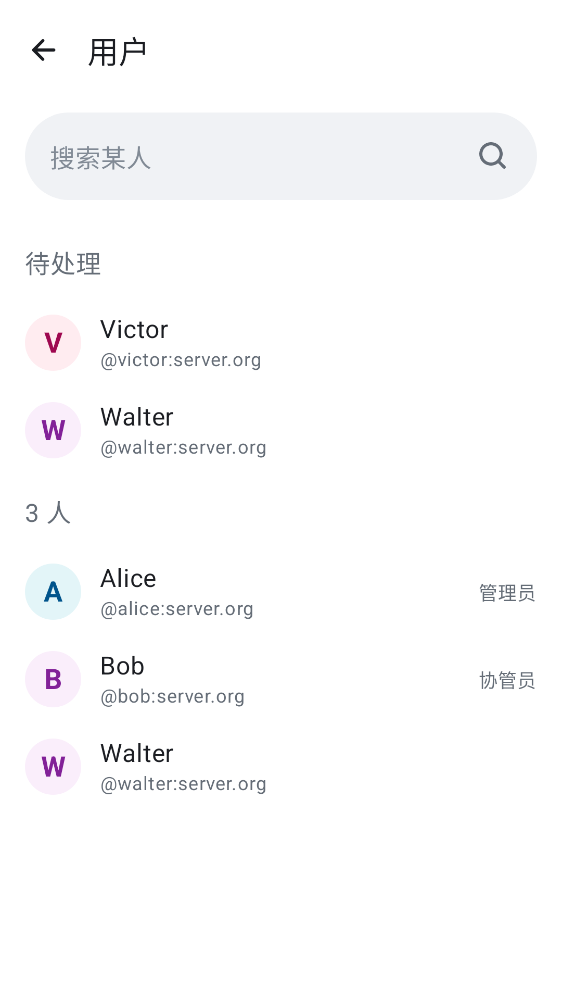 用户
搜索某人
待处理
V
Victor
@victor:server.org
W
Walter
@walter:server.org
3 人
A
Alice
@alice:server.org
管理员
B
Bob
@bob:server.org
协管员
W
Walter
@walter:server.org